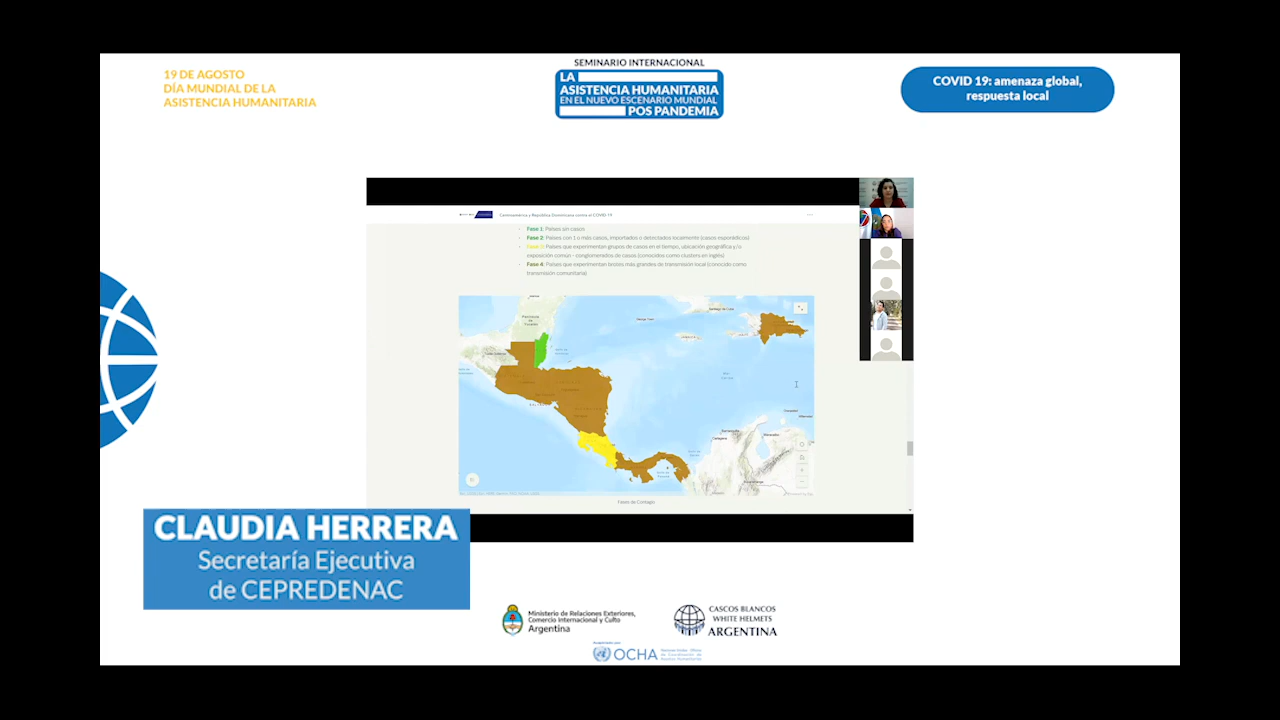 19 DE AGOSTO
DÍA MUNDIAL DE LA
ASISTENCIA HUMANITARIA
SEMINARIO INTERNACIONAL
LA
ASISTENCIA HUMANITARIA
EN EL NUEVO ESCENARIO MUNDIAL
POS PANDEMIA
COVID 19: amenaza global,
respuesta local
Centroamérica y República Dominicana contra el COVID-19
Fase 1: Países sin casos
Fase 2: Países con 1 o más casos, importados o detectados localmente (casos esporádicos)
Fase 3: Países que experimentan grupos de casos en el tiempo, ubicación geográfica y/o
exposición común - conglomerados de casos (conocidos como clusters en inglés)
Fase 4: Países que experimentan brotes más grandes de transmisión local (conocido como
transmisión comunitaria)
Fases de Contagio
CLAUDIA HERRERA
Secretaría Ejecutiva
de CEPREDENAC
Ministerio de Relaciones Exteriores,
Comercio Internacional y Culto
Argentina
CASCOS BLANCOS
WHITE HELMETS
ARGENTINA
OCHA